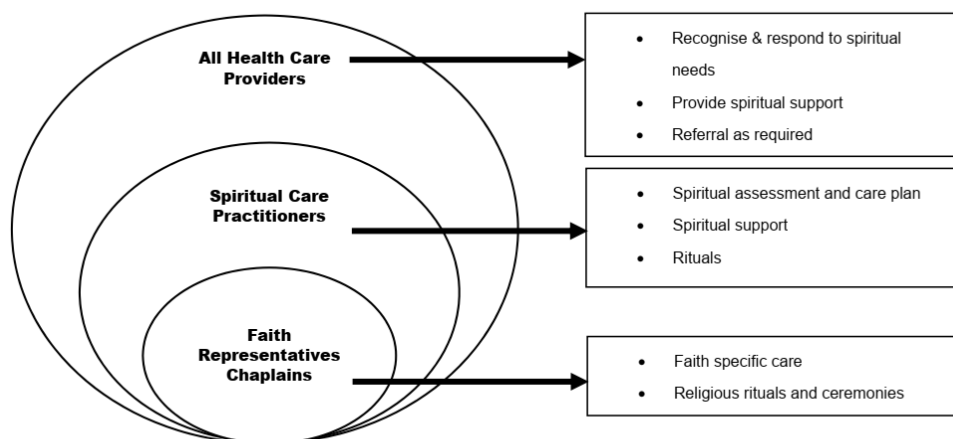 All Health Care
Providers
• Recognise & respond to spiritual
needs
• Provide spiritual support
• Referral as required
Spiritual Care
Practitioners
• Spiritual assessment and care plan
• Spiritual support
• Rituals
Faith
Representatives
Chaplains
• Faith specific care
• Religious rituals and ceremonies